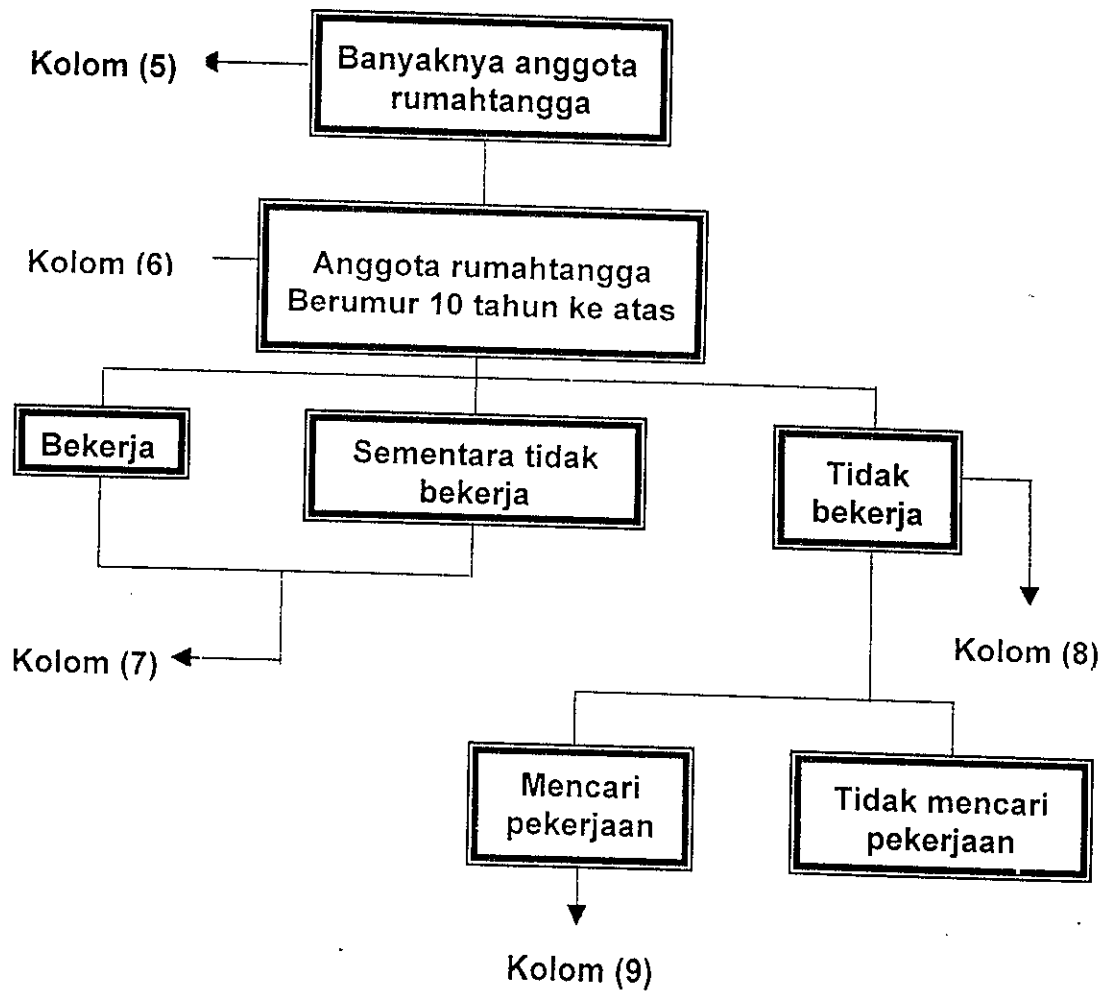 Kolom (5)
Banyaknya anggota
rumahtangga
Kolom (6)
Anggota rumahtangga
Berumur 10 tahun ke atas
Bekerja
Sementara tidak
bekerja
Tidak
bekerja
Kolom (7)
Kolom (8)
Mencari
pekerjaan
Tidak mencari
pekerjaan
Kolom (9)